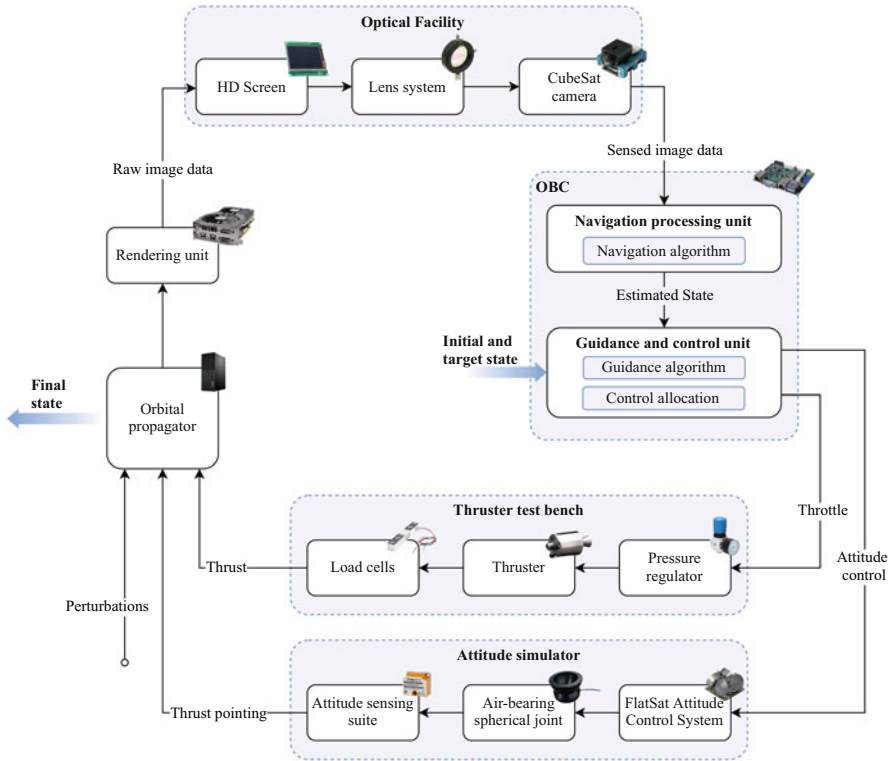 Optical Facility
HD Screen
Lens system
CubeSat
camera
Raw image data
Sensed image data
OBC
Rendering unit
Navigation processing unit
Navigation algorithm
Estimated State
Initial and
target state
Guidance and control unit
Guidance algorithm
Control allocation
Final
state
Orbital
propagator
Thruster test bench
Throttle
Thrust
Load cells
Thruster
Pressure
regulator
Attitude
control
Perturbations
Attitude simulator
Thrust pointing
Attitude sensing
suite
Air-bearing
spherical joint
FlatSat Attitude
Control System